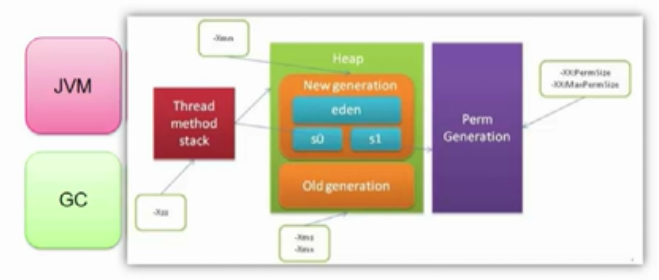 JVM
GC
-Xmn
Heap
New generation
eden
s0
s1
Old generation
Thread
method
stack
Perm
Generation
-XX:PermSize
-XX:MaxPermSize
-Xss
-Xms
-Xmx